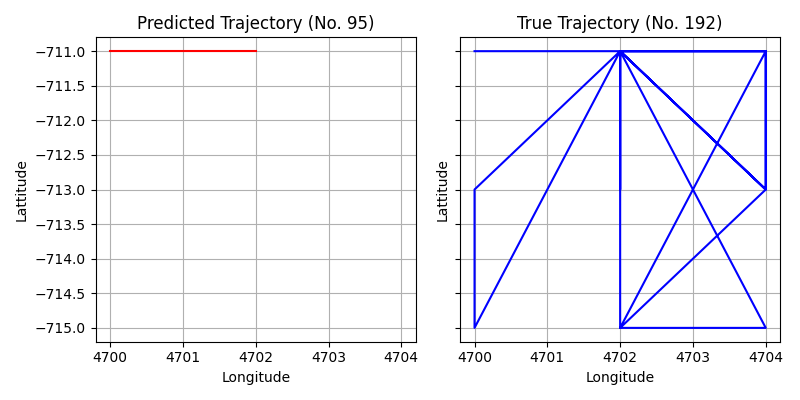 Predicted Trajectory (No. 95)
True Trajectory (No. 192)
Lattitude
−711.0
−711.5
−712.0
−712.5
−713.0
−713.5
−714.0
−714.5
−715.0
4700 4701 4702 4703 4704
Longitude
Lattitude
4700 4701 4702 4703 4704
Longitude